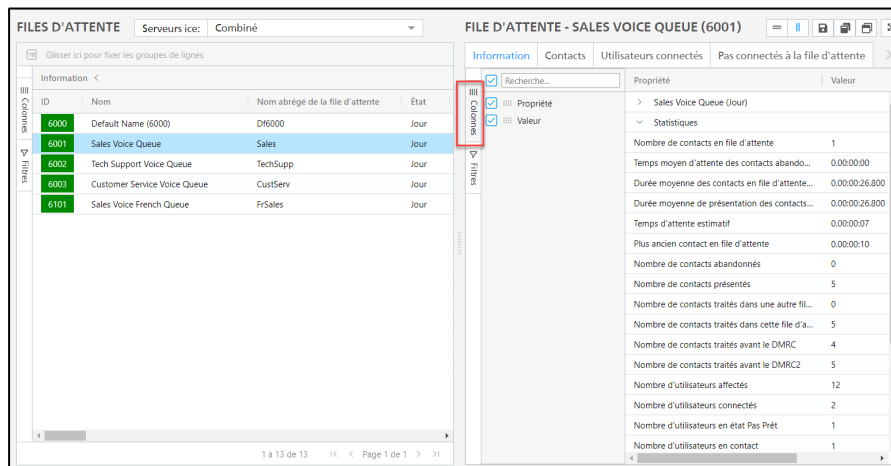 FILES D'ATTENTE Serveurs ice: Combiné
Glisser ici pour fixer les groupes de lignes
Colonnes
Filtres
Information <
ID Nom Nom abrégé de la file d'attente État
6000 Default Name (6000) Df6000 Jour
6001 Sales Voice Queue Sales Jour
6002 Tech Support Voice Queue TechSupp Jour
6003 Customer Service Voice Queue CustServ Jour
6101 Sales Voice French Queue FrSales Jour
1 à 13 de 13 Page 1 de 1
FILE D'ATTENTE - SALES VOICE QUEUE (6001)
Information Contacts Utilisateurs connectés Pas connectés à la file d'attente
Colonnes
Filtres
Recherche...
Propriété
Valeur
Propriété Valeur
> Sales Voice Queue (Jour)
Statistiques
Nombre de contacts en file d'attente 1
Temps moyen d'attente des contacts abando... 0.00:00:00
Durée moyenne des contacts en file d'attente... 0.00:00:26.800
Durée moyenne de présentation des contacts... 0.00:00:26.800
Temps d'attente estimatif 0.00:00:07
Plus ancien contact en file d'attente 0.00:00:10
Nombre de contacts abandonnés 0
Nombre de contacts présentés 5
Nombre de contacts traités dans une autre fil... 0
Nombre de contacts traités dans cette file d'a... 5
Nombre de contacts traités avant le DMRC 4
Nombre de contacts traités avant le DMRC2 5
Nombre d'utilisateurs affectés 12
Nombre d'utilisateurs connectés 2
Nombre d'utilisateurs en état Pas Prêt 1
Nombre d'utilisateurs en contact 1